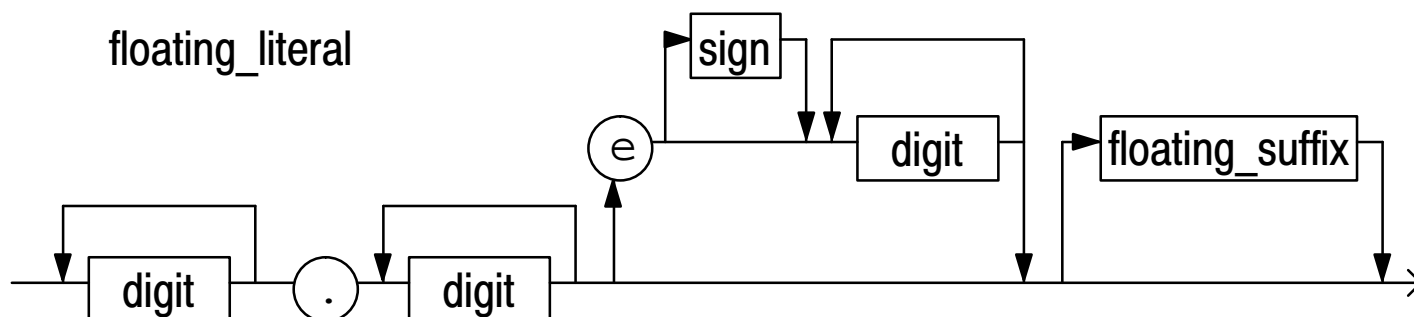 floating_literal
sign
e
digit
floating_suffix
digit
.
digit